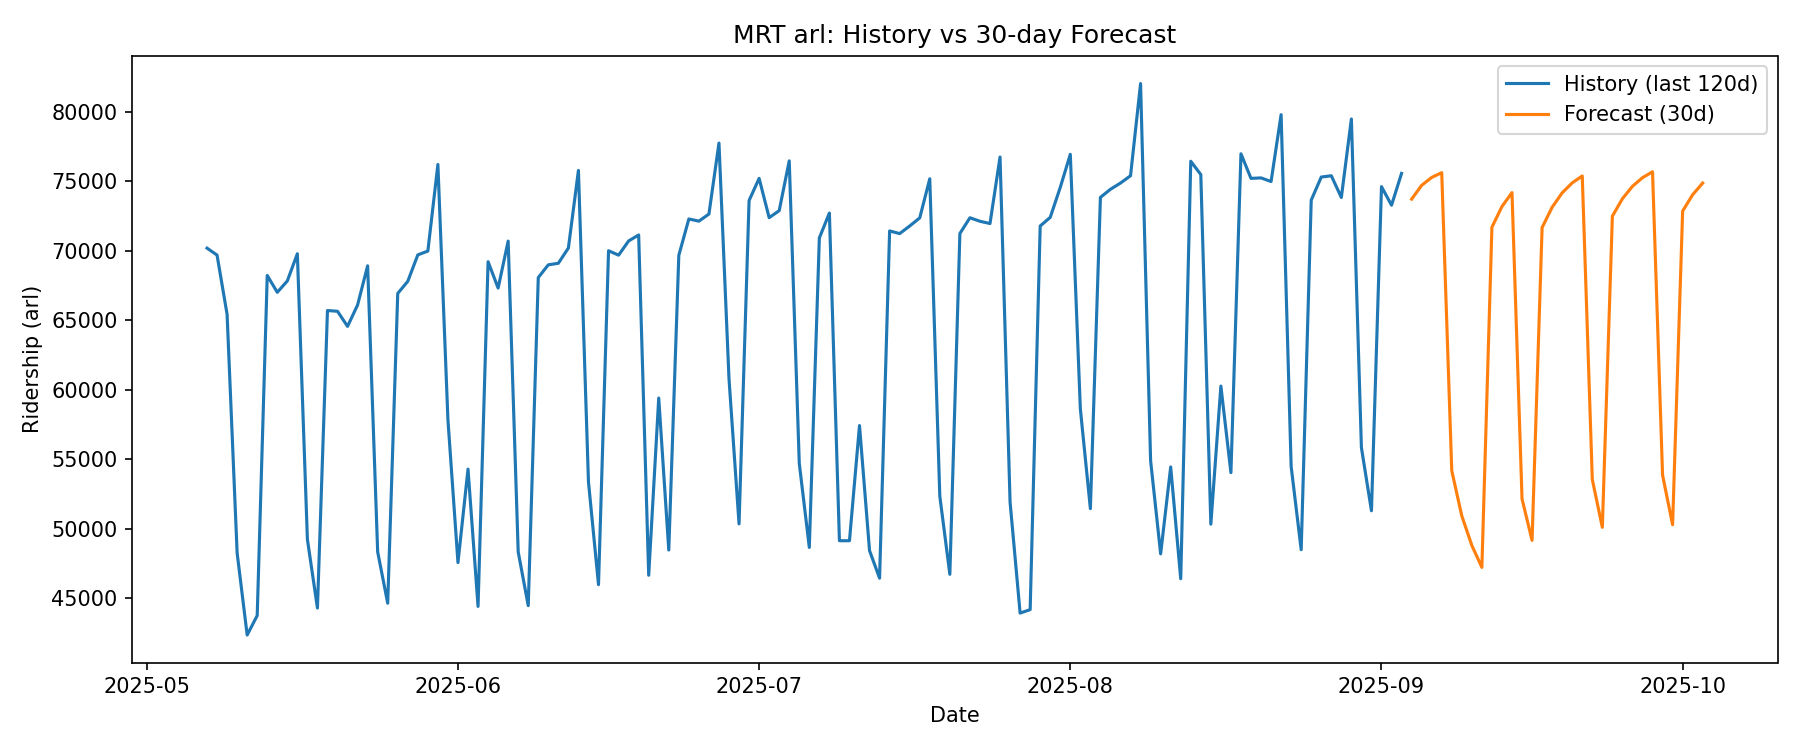 MRT arl: History vs 30-day Forecast
History (last 120d)
Forecast (30d)
80000
75000
70000
65000
60000
55000
50000
45000
Ridership (arl)
2025-05
2025-06
2025-07
2025-08
2025-09
2025-10
Date